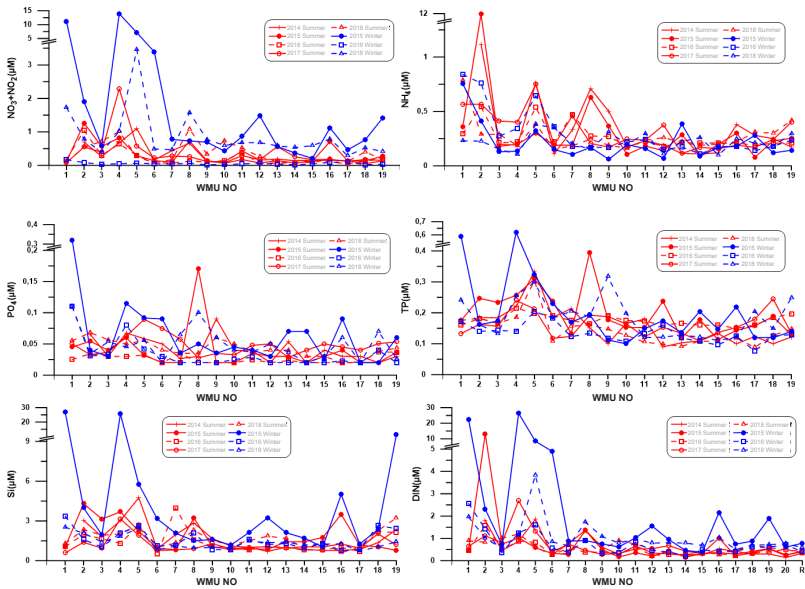 NO3+NO2(µM)
15
10
5
3
2
1
0
1 2 3 4 5 6 7 8 9 10 11 12 13 14 15 16 17 18 19
WMU NO
2014 Summer
2015 Summer
2016 Summer
2017 Summer
2018 Summer
2015 Winter
2016 Winter
2018 Winter
NH4(µM)
12
1
0,5
0
1 2 3 4 5 6 7 8 9 10 11 12 13 14 15 16 17 18 19
WMU NO
2014 Summer
2015 Summer
2016 Summer
2017 Summer
2018 Summer
2015 Winter
2016 Winter
2018 Winter
PO4(µM)
0,4
0,3
0,2
0,15
0,1
0,05
0
1 2 3 4 5 6 7 8 9 10 11 12 13 14 15 16 17 18 19
WMU NO
2014 Summer
2015 Summer
2016 Summer
2017 Summer
2018 Summer
2015 Winter
2016 Winter
2018 Winter
TP(µM)
0,7
0,6
0,4
0,3
0,2
0,1
0
1 2 3 4 5 6 7 8 9 10 11 12 13 14 15 16 17 18 19
WMU NO
2014 Summer
2015 Summer
2016 Summer
2017 Summer
2018 Summer
2015 Winter
2016 Winter
2018 Winter
Si(µM)
30
20
9
6
3
0
1 2 3 4 5 6 7 8 9 10 11 12 13 14 15 16 17 18 19
WMU NO
2014 Summer
2015 Summer
2016 Summer
2017 Summer
2018 Summer
2015 Winter
2016 Winter
2018 Winter
DIN(µM)
30
20
10
5
4
3
2
1
0
1 2 3 4 5 6 7 8 9 10 11 12 13 14 15 16 17 18 19 20 R
WMU NO
2014 Summer
2015 Summer
2016 Summer
2017 Summer
2018 Summer
2015 Winter
2016 Winter
2018 Winter